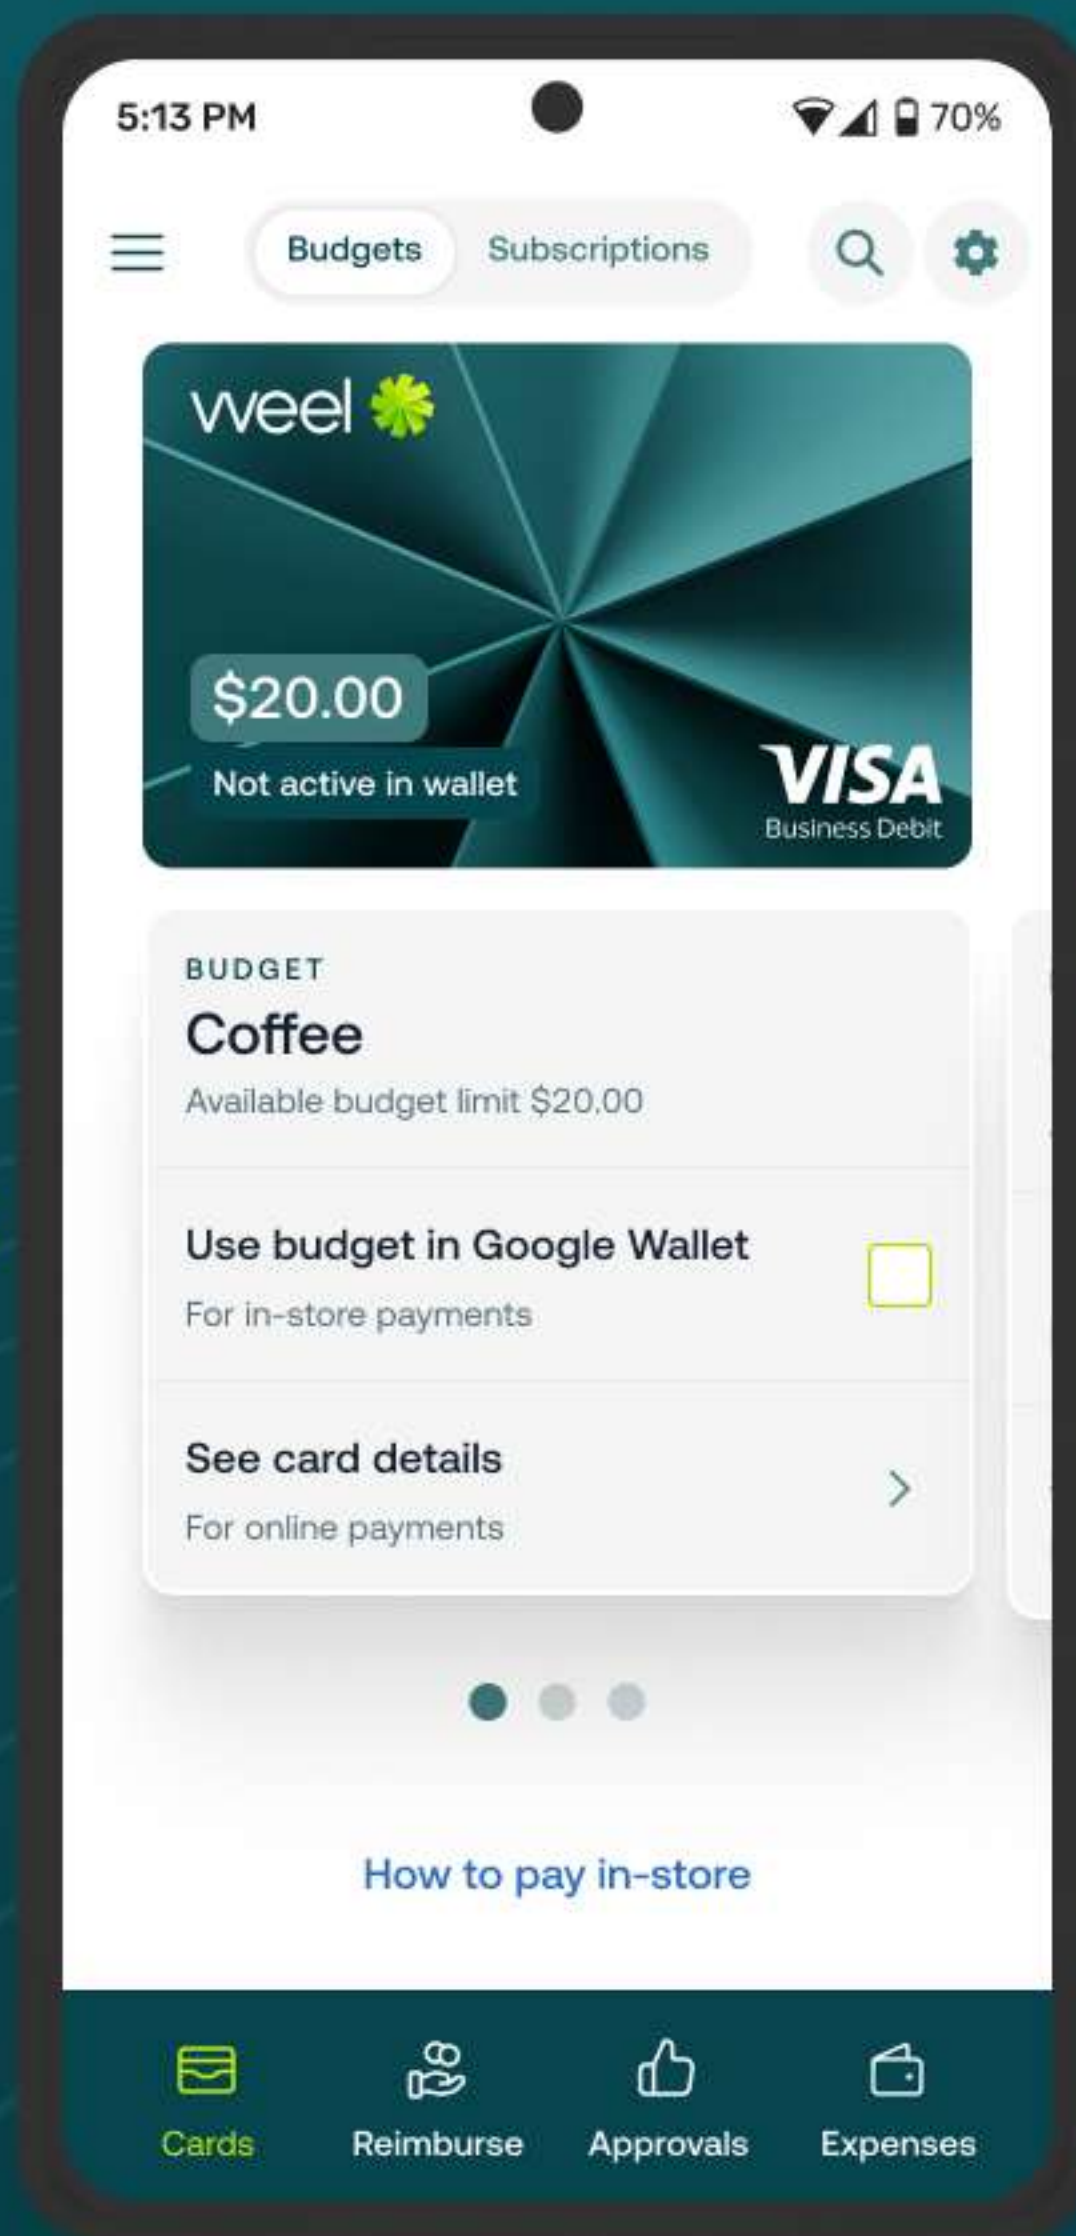 5:13 PM
70%
Budgets
Subscriptions
weel
$20.00
Not active in wallet
VISA
Business Debit
BUDGET
Coffee
Available budget limit $20.00
Use budget in Google Wallet
For in-store payments
See card details
For online payments
How to pay in-store
Cards
Reimburse
Approvals
Expenses